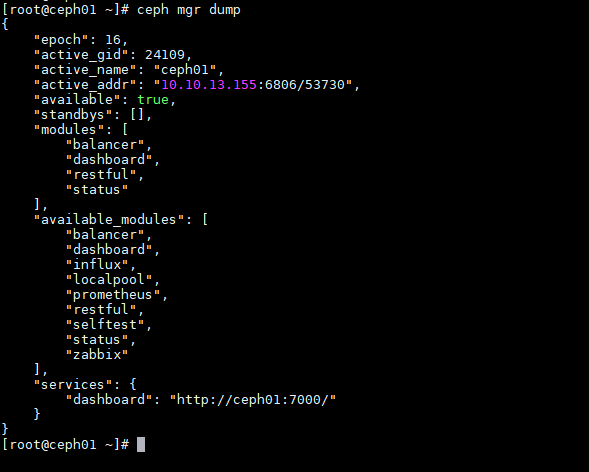 [root@ceph01 ~]# ceph mgr dump
{
    "epoch": 16,
    "active_gid": 24109,
    "active_name": "ceph01",
    "active_addr": "10.10.13.155:6806/53730",
    "available": true,
    "standbys": [],
    "modules": [
        "balancer",
        "dashboard",
        "restful",
        "status"
    ],
    "available_modules": [
        "balancer",
        "dashboard",
        "influx",
        "localpool",
        "prometheus",
        "restful",
        "selftest",
        "status",
        "zabbix"
    ],
    "services": {
        "dashboard": "http://ceph01:7000/"
    }
}
[root@ceph01 ~]#